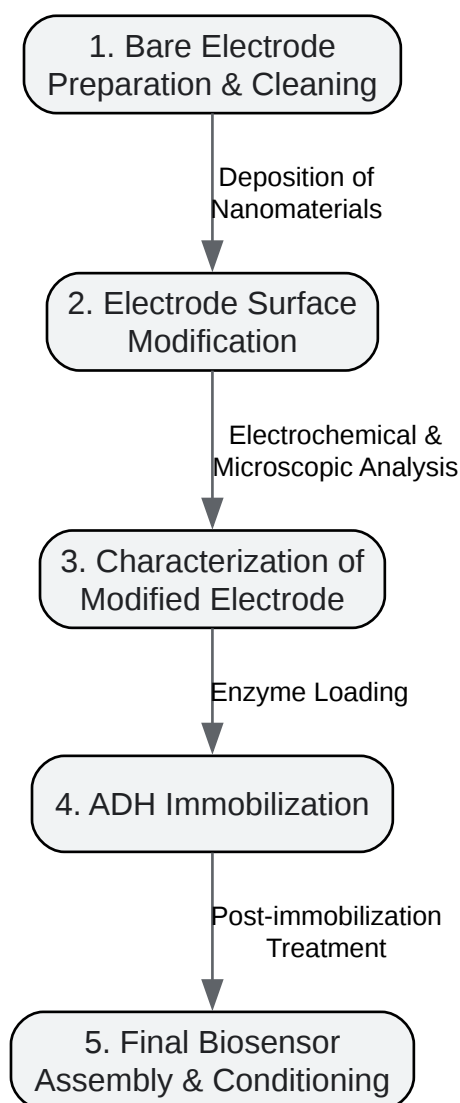 1. Bare Electrode
Preparation & Cleaning
Deposition of
Nanomaterials
2. Electrode Surface
Modification
Electrochemical &
Microscopic Analysis
3. Characterization of
Modified Electrode
Enzyme Loading
4. ADH Immobilization
Post-immobilization
Treatment
5. Final Biosensor
Assembly & Conditioning